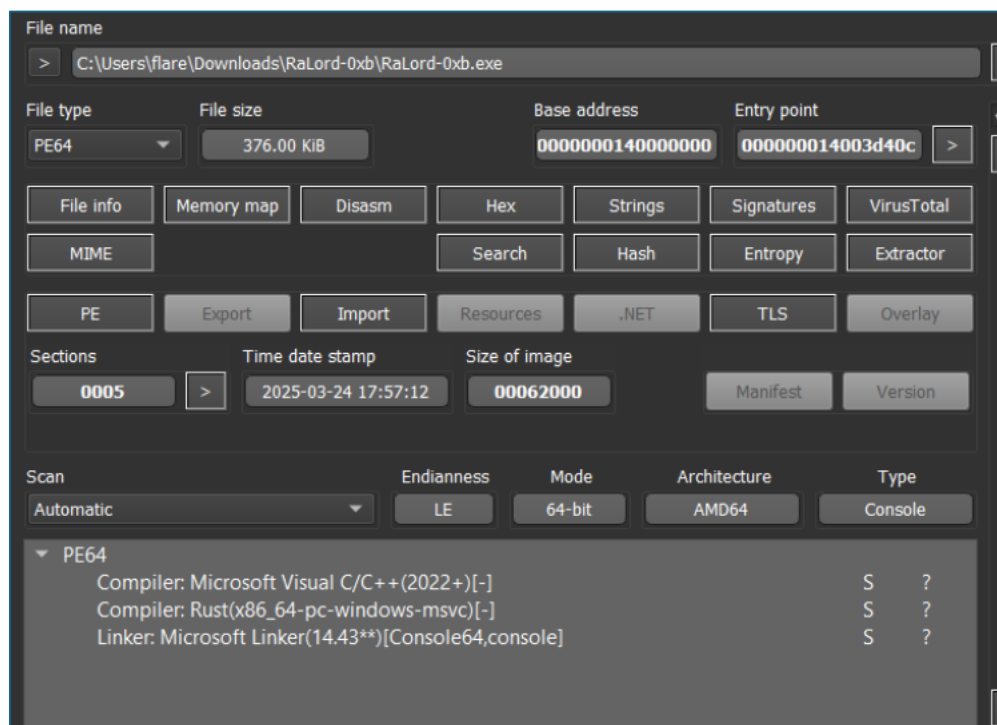 File name
> C:\Users\flare\Downloads\RaLord-0xb\RaLord-0xb.exe
File type File size Base address Entry point
PE64 376.00 KiB 0000000140000000 000000014003d40c >
File info Memory map Disasm Hex Strings Signatures VirusTotal
MIME Search Hash Entropy Extractor
PE Export Import Resources .NET TLS Overlay
Sections Time date stamp Size of image
0005 > 2025-03-24 17:57:12 00062000 Manifest Version
Scan Endianness Mode Architecture Type
Automatic LE 64-bit AMD64 Console
PE64
Compiler: Microsoft Visual C/C++(2022+)[-] S ?
Compiler: Rust(x86_64-pc-windows-msvc)[-] S ?
Linker: Microsoft Linker(14.43**)[Console64,console] S ?